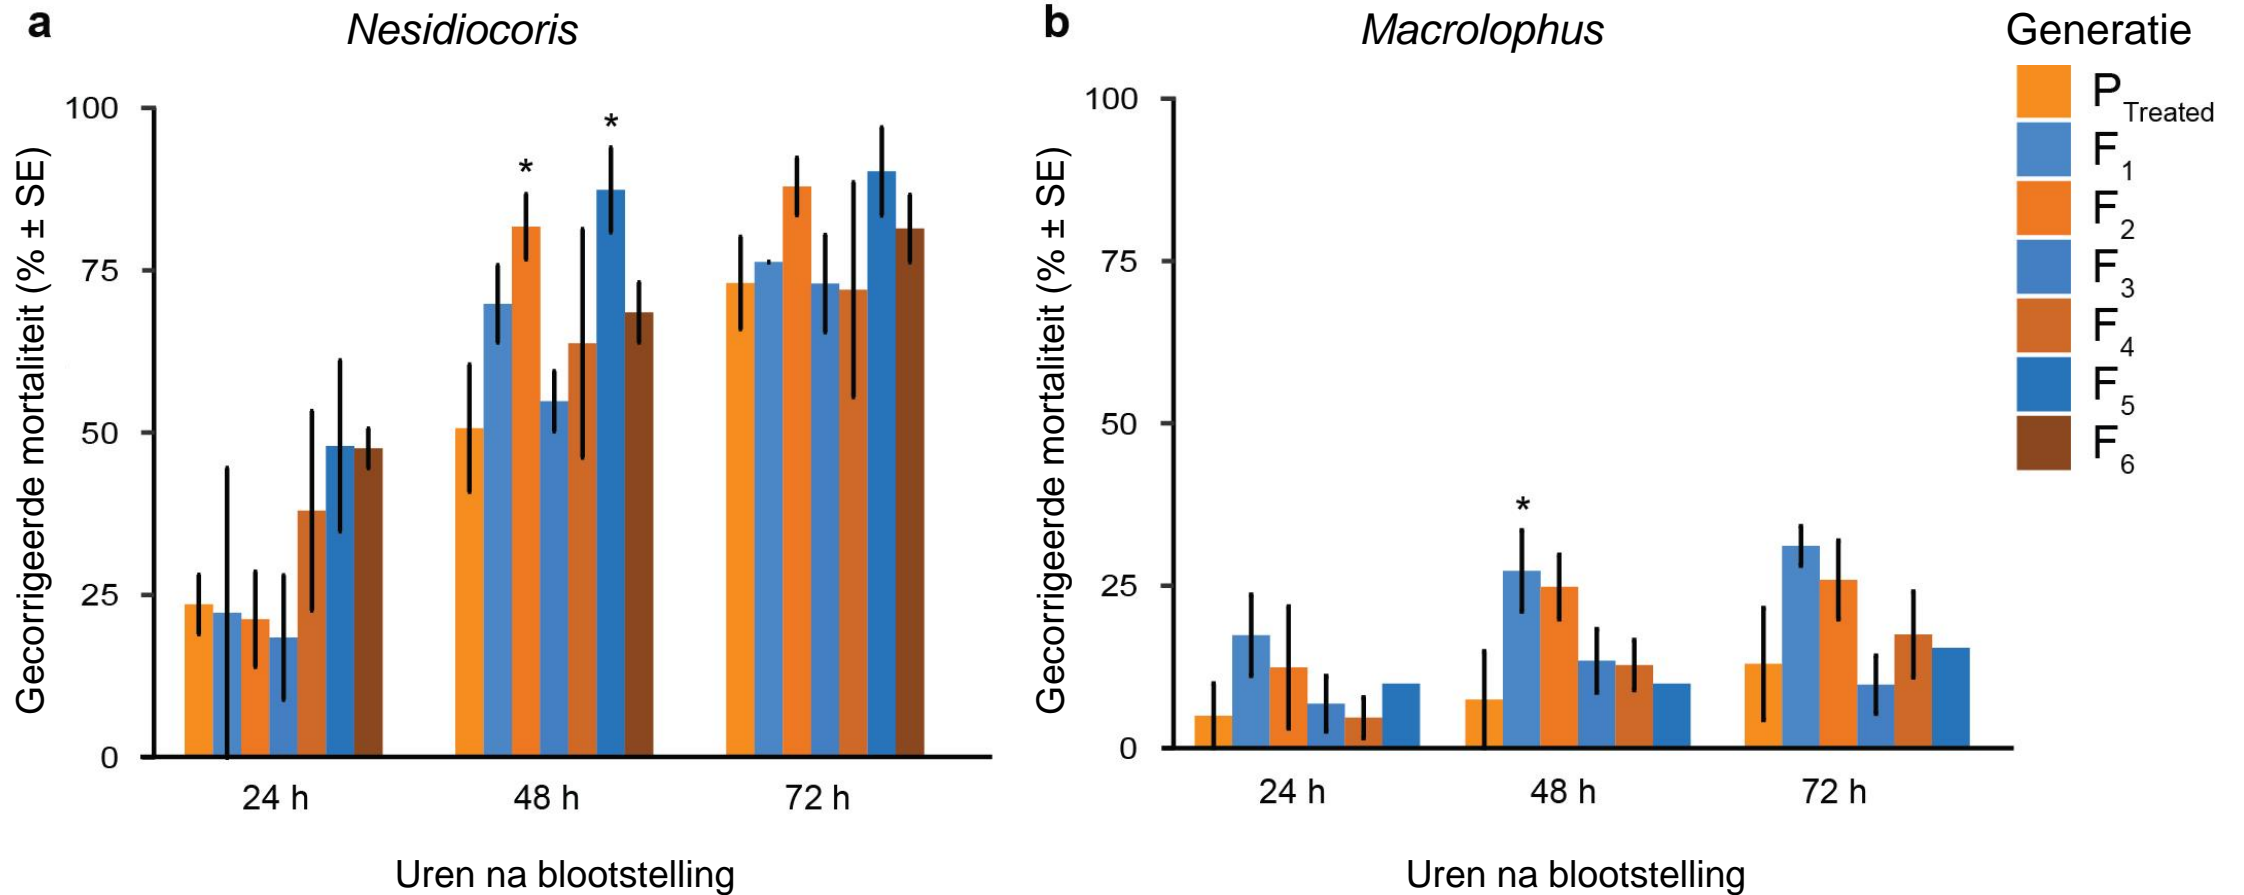 a
Nesidiocoris
Gecorrigeerde mortaliteit (% ± SE)
100
75
50
25
0
*
*
24 h
48 h
72 h
Uren na blootstelling
b
Macrolophus
Gecorrigeerde mortaliteit (% ± SE)
100
75
50
25
0
*
24 h
48 h
72 h
Uren na blootstelling
Generatie
P Treated
F 1
F 2
F 3
F 4
F 5
F 6